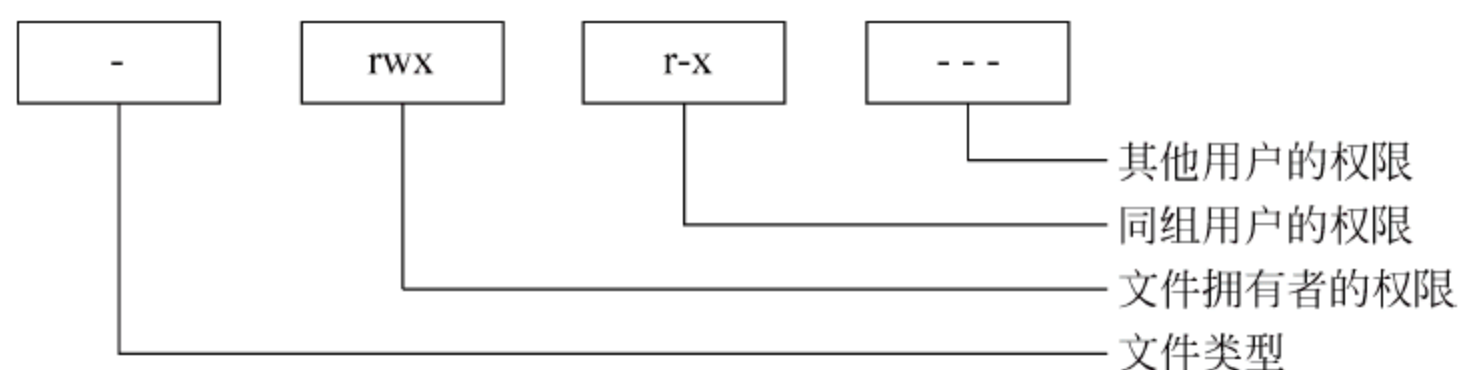 - rwx r-x - - -
其他用户的权限
同组用户的权限
文件拥有者的权限
文件类型